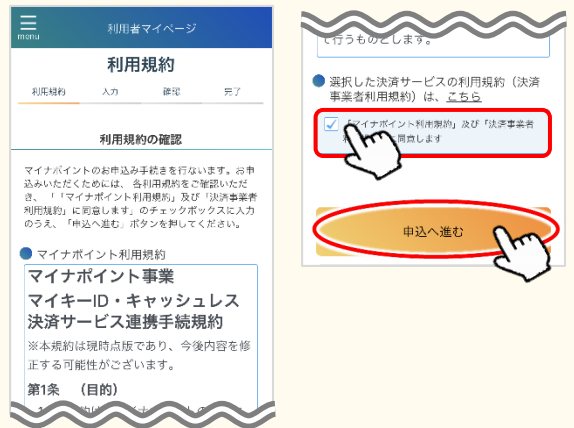 menu
利用者マイページ
利用規約
利用規約 入力 確認 完了
利用規約の確認
マイナポイントのお申込み手続きを行ないます。お申
込みいただくためには、 各利用規約をご確認いただ
き、 「「マイナポイント利用規約」及び「決済事業者
利用規約」に同意します」のチェックボックスに入力
のうえ、「申込へ進む」ボタンを押してください。
マイナポイント利用規約
マイナポイント事業
マイキーID・キャッシュレス
決済サービス連携手続規約
※本規約は現時点版であり、今後内容を修
正する可能性がございます。
第1条 （目的）
て行うものとします。
選択した決済サービスの利用規約（決済
事業者利用規約）は、こちら
「マイナポイント利用規約」及び「決済事業者
に同意します
申込へ進む